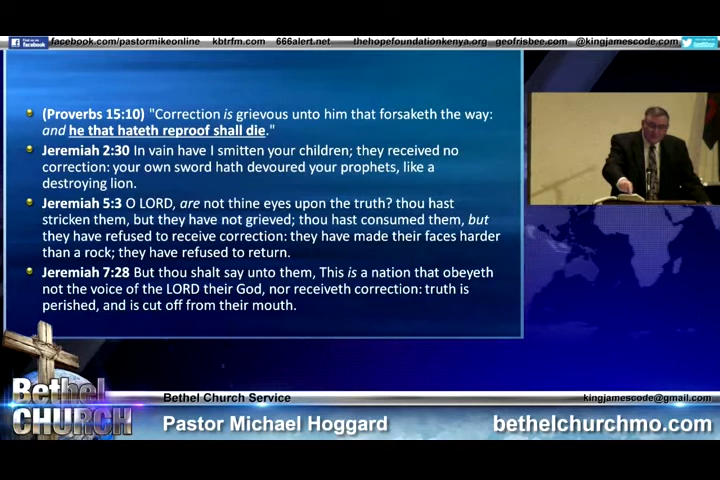 Find us on
facebook
facebook.com/pastormikeonline kbtrfm.com 666alert.net thehopefoundationkenya.org geofrisbee.com @kingjamescode.com
(Proverbs 15:10) "Correction is grievous unto him that forsaketh the way:
and he that hateth reproof shall die."
Jeremiah 2:30 In vain have I smitten your children; they received no
correction: your own sword hath devoured your prophets, like a
destroying lion.
Jeremiah 5:3 O LORD, are not thine eyes upon the truth? thou hast
stricken them, but they have not grieved; thou hast consumed them, but
they have refused to receive correction: they have made their faces harder
than a rock; they have refused to return.
Jeremiah 7:28 But thou shalt say unto them, This is a nation that obeyeth
not the voice of the LORD their God, nor receiveth correction: truth is
perished, and is cut off from their mouth.
Bethel
CHURCH
Bethel Church Service
kingjamescode@gmail.com
Pastor Michael Hoggard
bethelchurchmo.com